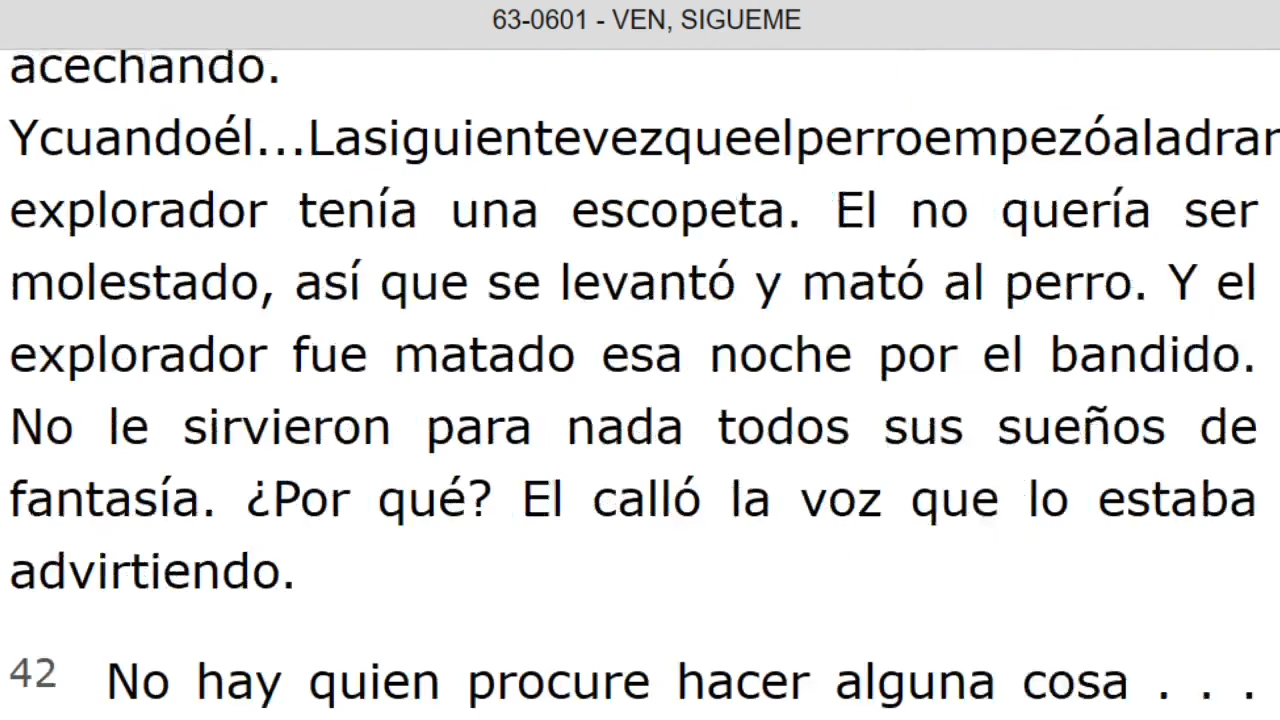 63-0601 - VEN, SIGUEME
acechando.
Ycuandoél...Lasiguientevezqueelperroempezóaladrar
explorador tenía una escopeta. El no quería ser
molestado, así que se levantó y mató al perro. Y el
explorador fue matado esa noche por el bandido.
No le sirvieron para nada todos sus sueños de
fantasía. ¿Por qué? El calló la voz que lo estaba
advirtiendo.
42 No hay quien procure hacer alguna cosa . . .